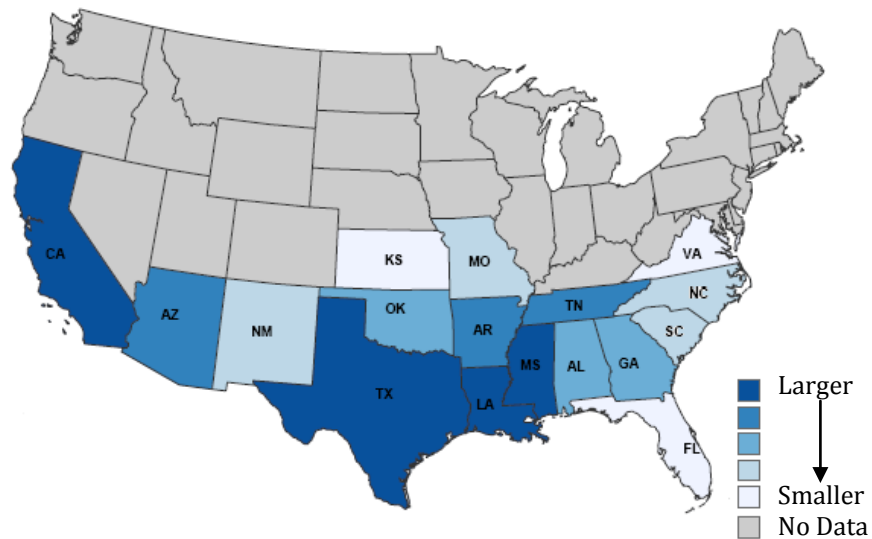 CA
KS
MO
VA
AZ
NM
OK
AR
TN
NC
SC
TX
LA
MS
AL
GA
FL
Larger
Smaller
No Data